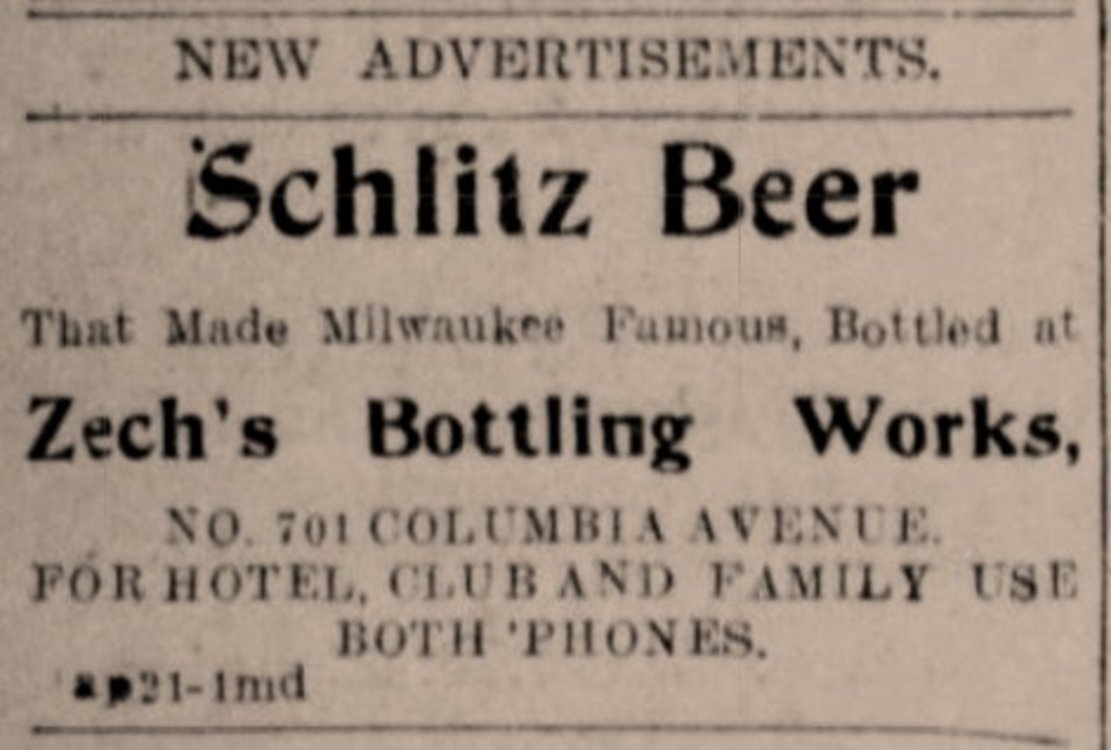 NEW ADVERTISEMENTS.
Schlitz Beer
That Made Milwaukee Famous, Bottled at
Zech's Bottling Works,
NO. 701 COLUMBIA AVENUE.
FOR HOTEL, CLUB AND FAMILY USE
BOTH 'PHONES.
ap21-1md